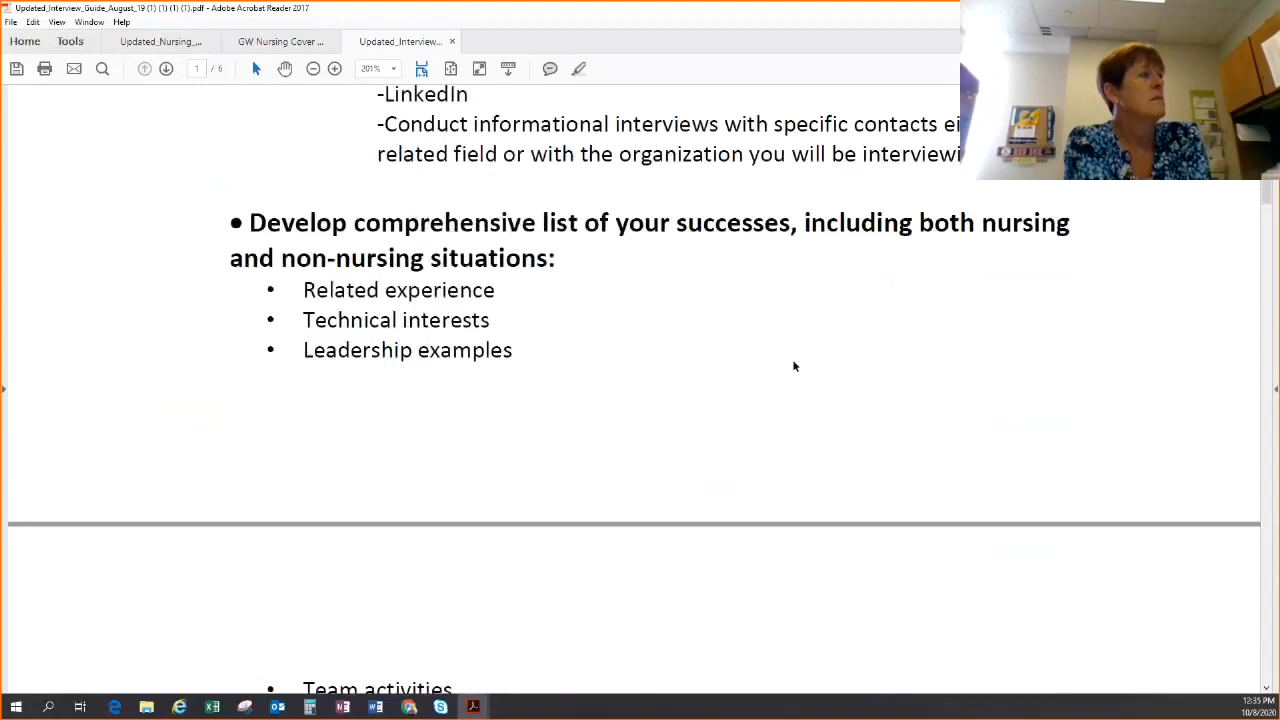 Updated_Interview_Guide_August_19 (1) (1) (1).pdf - Adobe Acrobat Reader 2017
File Edit View Window Help
Home Tools Updated_Nursing_... GW Nursing Cover ... Updated_Interview... ×
1 / 6 201%
-LinkedIn
-Conduct informational interviews with specific contacts
related field or with the organization you will be
• Develop comprehensive list of your successes, including both nursing
and non-nursing situations:
• Related experience
• Technical interests
• Leadership examples
• Team activities
12:35 PM
10/8/2020